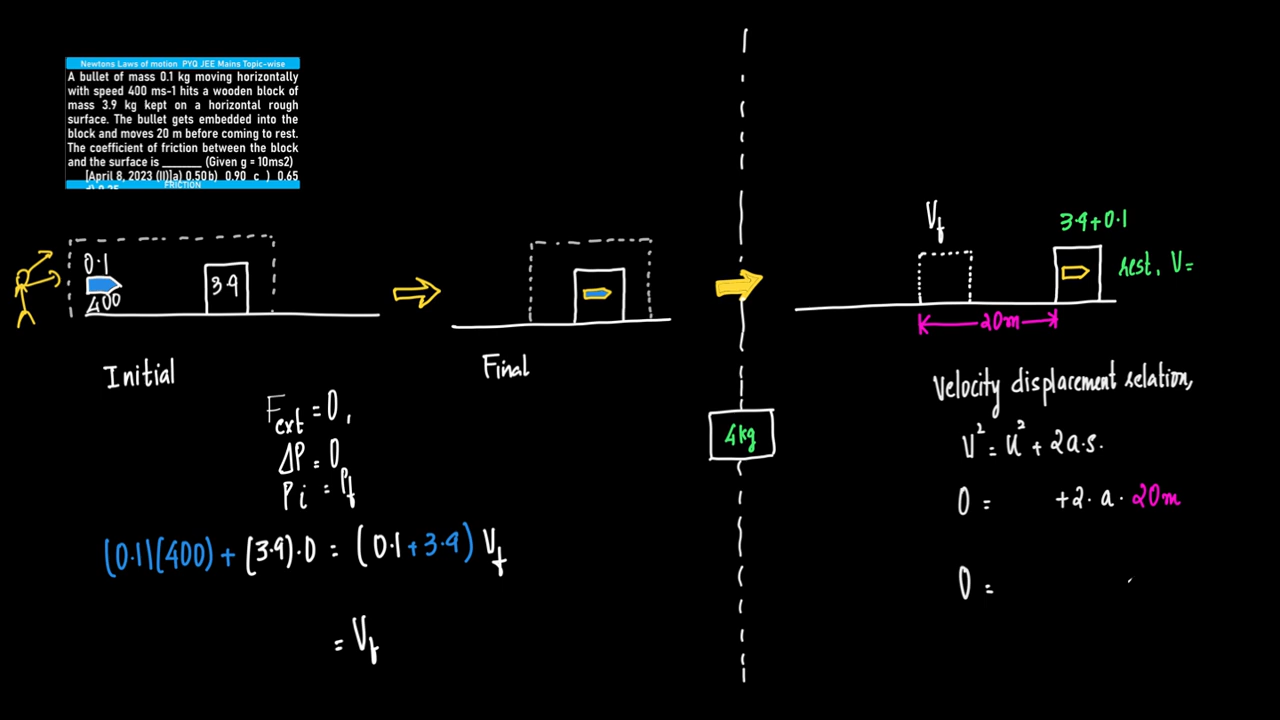 Newtons Laws of motion PYQ JEE Mains Topic-wise
A bullet of mass 0.1 kg moving horizontally
with speed 400 ms-1 hits a wooden block of
mass 3.9 kg kept on a horizontal rough
surface. The bullet gets embedded into the
block and moves 20 m before coming to rest.
The coefficient of friction between the block
and the surface is ______ (Given g = 10ms2)
[April 8, 2023 (II)]a) 0.50b) 0.90 c ) 0.65
d) 0.25
FRICTION
0.1
400
3.9
Initial
Final
F ext = 0,
ΔP = 0
Pi = Pf
(0.1)(400) + (3.9).0 = (0.1 + 3.9) Vf
= Vf
4kg
Vf
3.9+0.1
rest, V=
20m
Velocity displacement relation,
V² = u² + 2a.s.
0 = +2. a. 20m
0 =